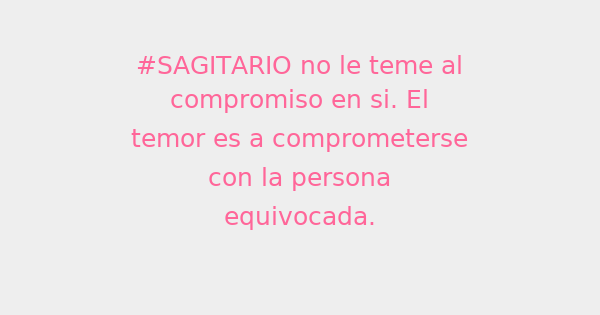 #SAGITARIO no le teme al
compromiso en si. El
temor es a comprometerse
con la persona
equivocada.